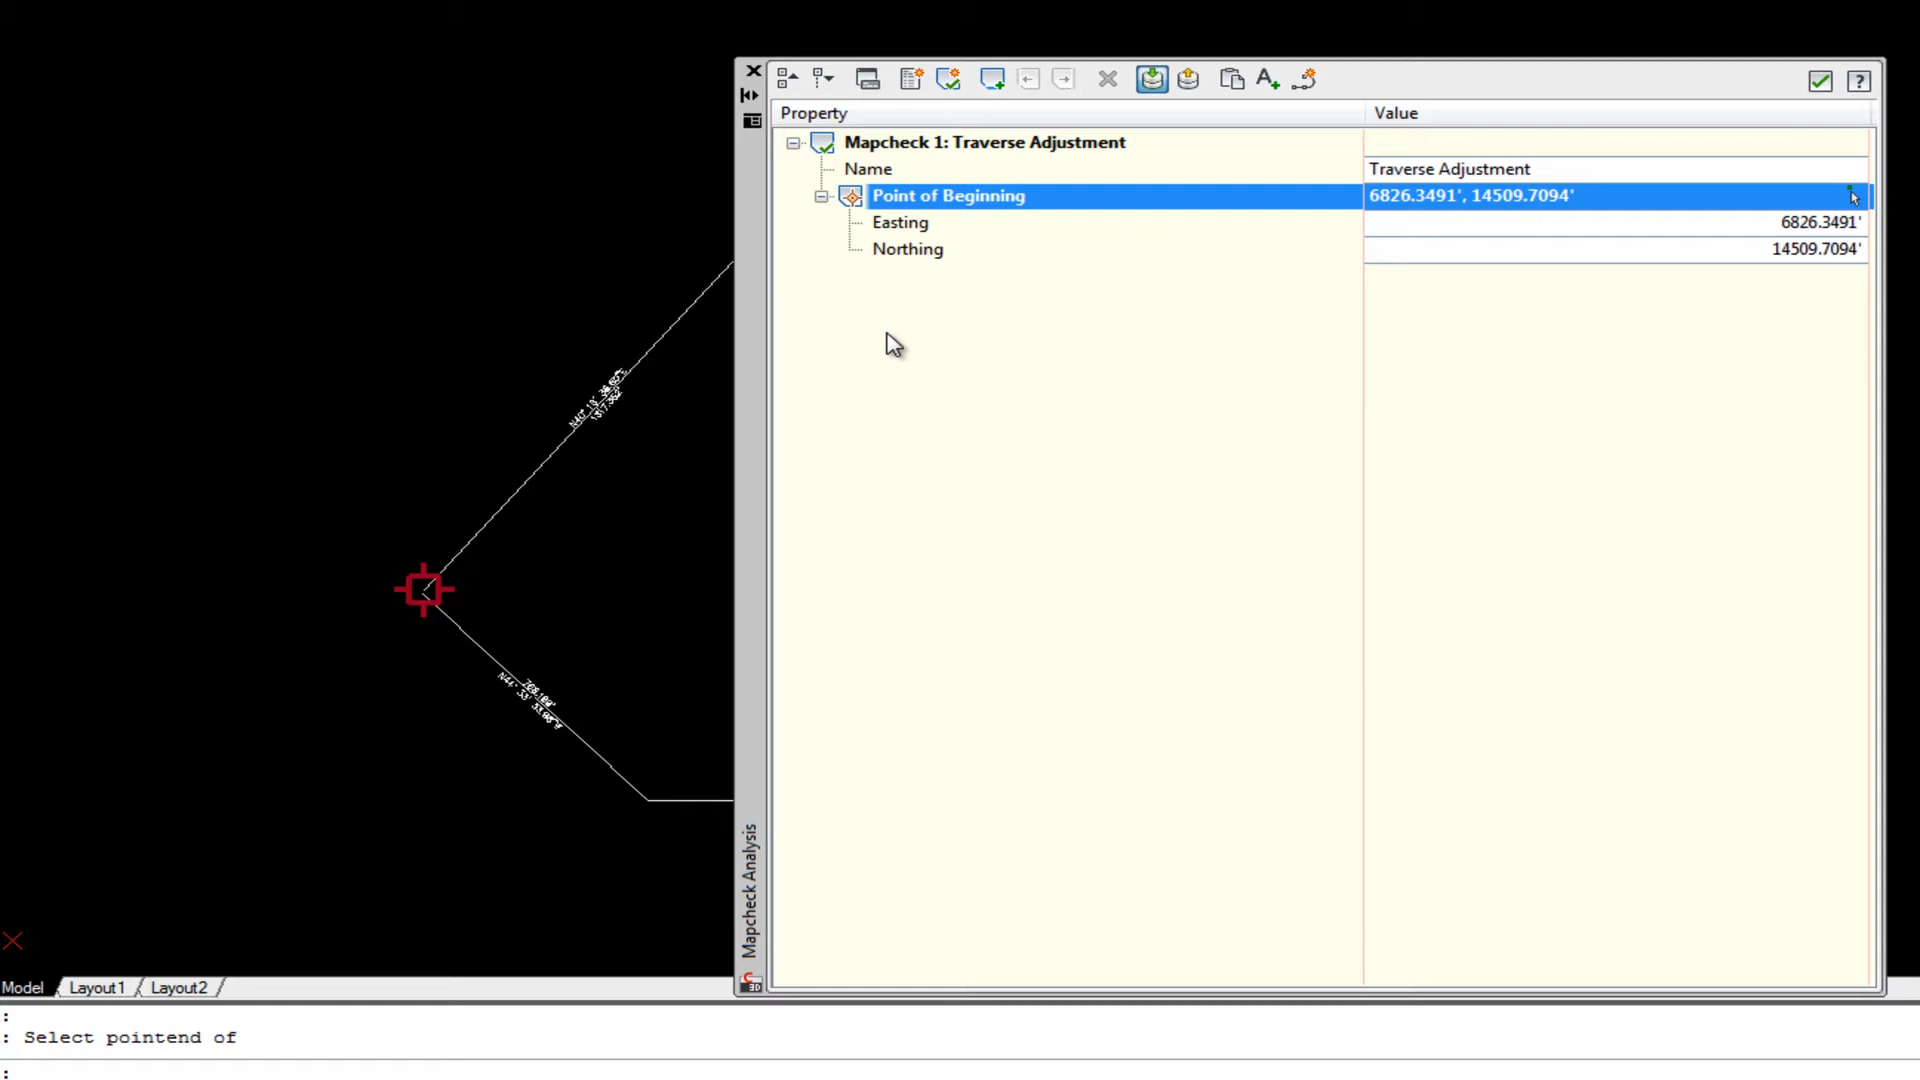 Property
Value
Mapcheck 1: Traverse Adjustment
Name
Traverse Adjustment
Point of Beginning
6826.3491', 14509.7094'
Easting
6826.3491'
Northing
14509.7094'
Mapcheck Analysis
Model
Layout1
Layout2
:
: Select pointend of
: